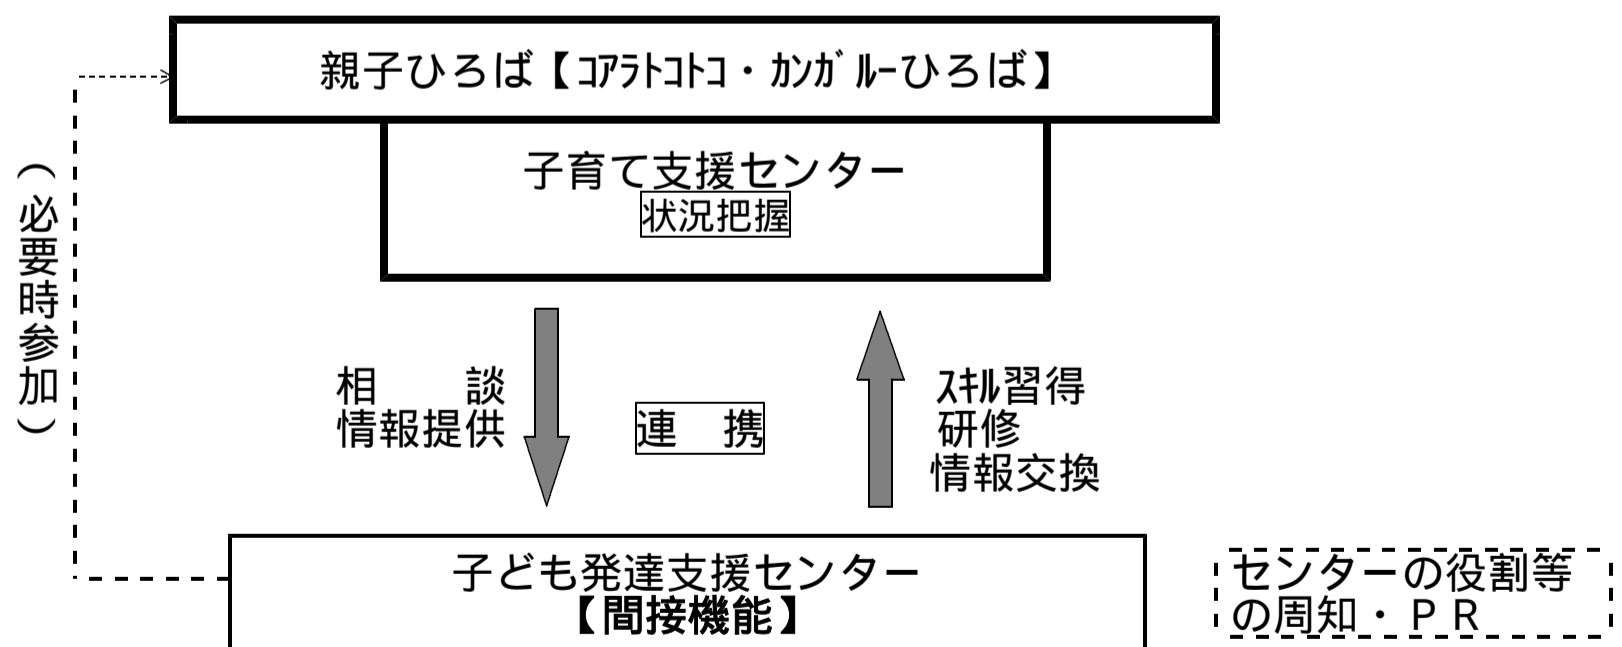 親子ひろば【ｺｱﾗﾄｺﾄｺ・ｶﾝｶﾞﾙｰひろば】
子育て支援センター
状況把握
（必要時参加）
相　　談
情報提供
連　携
ｽｷﾙ習得
研修
情報交換
子ども発達支援センター
【間接機能】
センターの役割等
の周知・ＰＲ